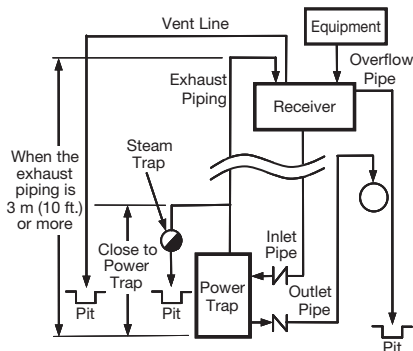 Vent Line
Equipment
Exhaust
Piping
Overflow
Pipe
Receiver
Steam
Trap
When the
exhaust
piping is
3 m (10 ft.)
or more
Close to
Power
Trap
Inlet
Pipe
Power
Trap
Outlet
Pipe
Pit
Pit
Pit